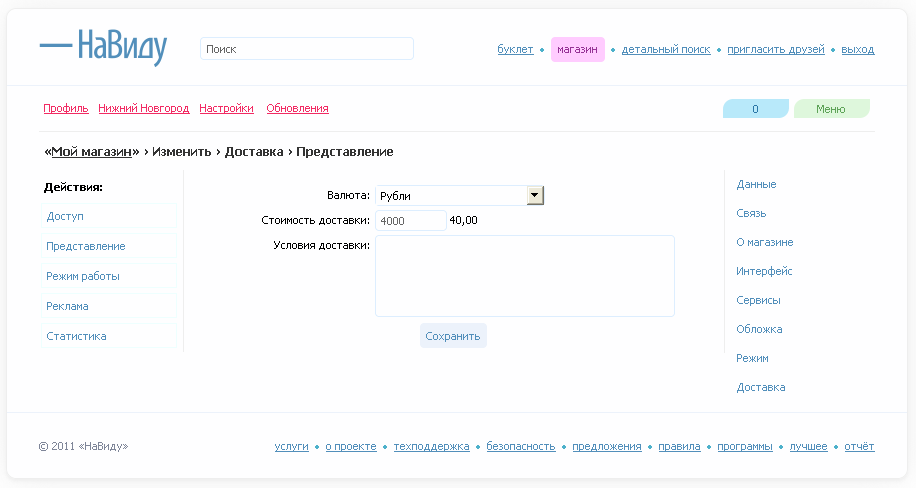 НаВиду
Поиск
буклет • магазин • детальный поиск • пригласить друзей • выход
Профиль Нижний Новгород Настройки Обновления
0 Меню
«Мой магазин» › Изменить › Доставка › Представление
Действия:
Доступ
Представление
Режим работы
Реклама
Статистика
Валюта: Рубли
Стоимость доставки: 4000 40,00
Условия доставки:
Сохранить
Данные
Связь
О магазине
Интерфейс
Сервисы
Обложка
Режим
Доставка
© 2011 «НаВиду»
услуги • о проекте • техподдержка • безопасность • предложения • правила • программы • лучшее • отчёт